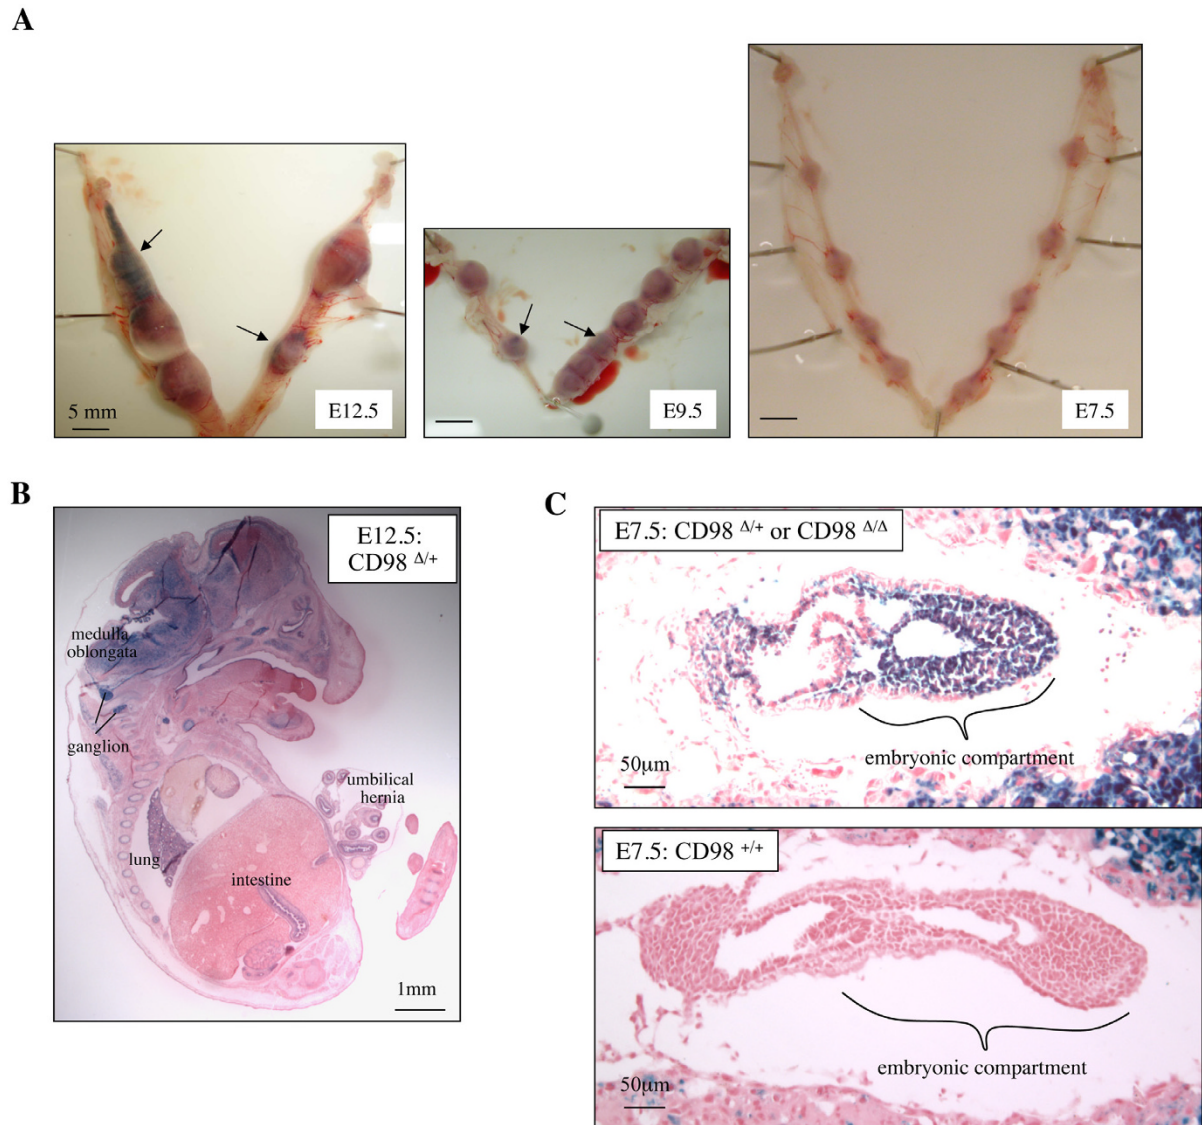 A
5 mm
E12.5
E9.5
E7.5
B
E12.5:
CD98 Δ/+
medulla
oblongata
ganglion
umbilical
hernia
lung
intestine
1mm
C
E7.5: CD98 Δ/+ or CD98 Δ/Δ
embryonic compartment
50μm
E7.5: CD98 +/+
embryonic compartment
50μm